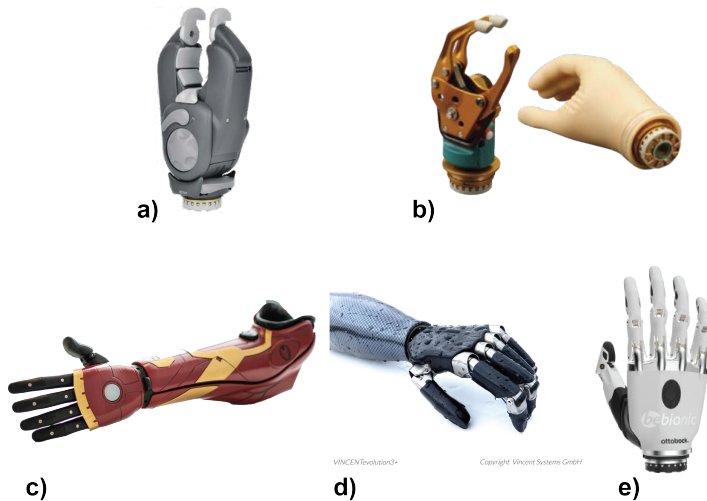 a)
b)
c)
d)
VINCENTevolution3+
Copyright Vincent Systems GmbH
e)
bebionic
ottobock.